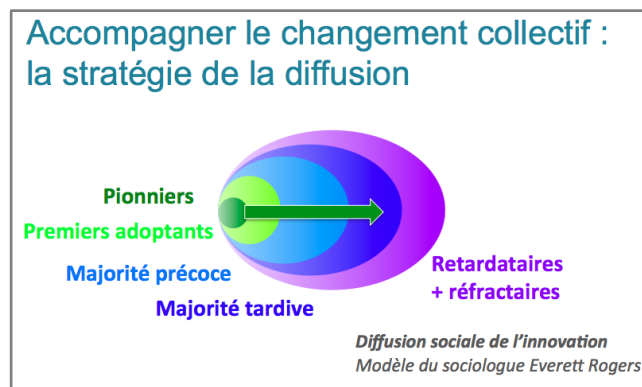 Accompagner le changement collectif :
la stratégie de la diffusion
Pionniers
Premiers adoptants
Majorité précoce
Majorité tardive
Retardataires
+ réfractaires
Diffusion sociale de l’innovation
Modèle du sociologue Everett Rogers